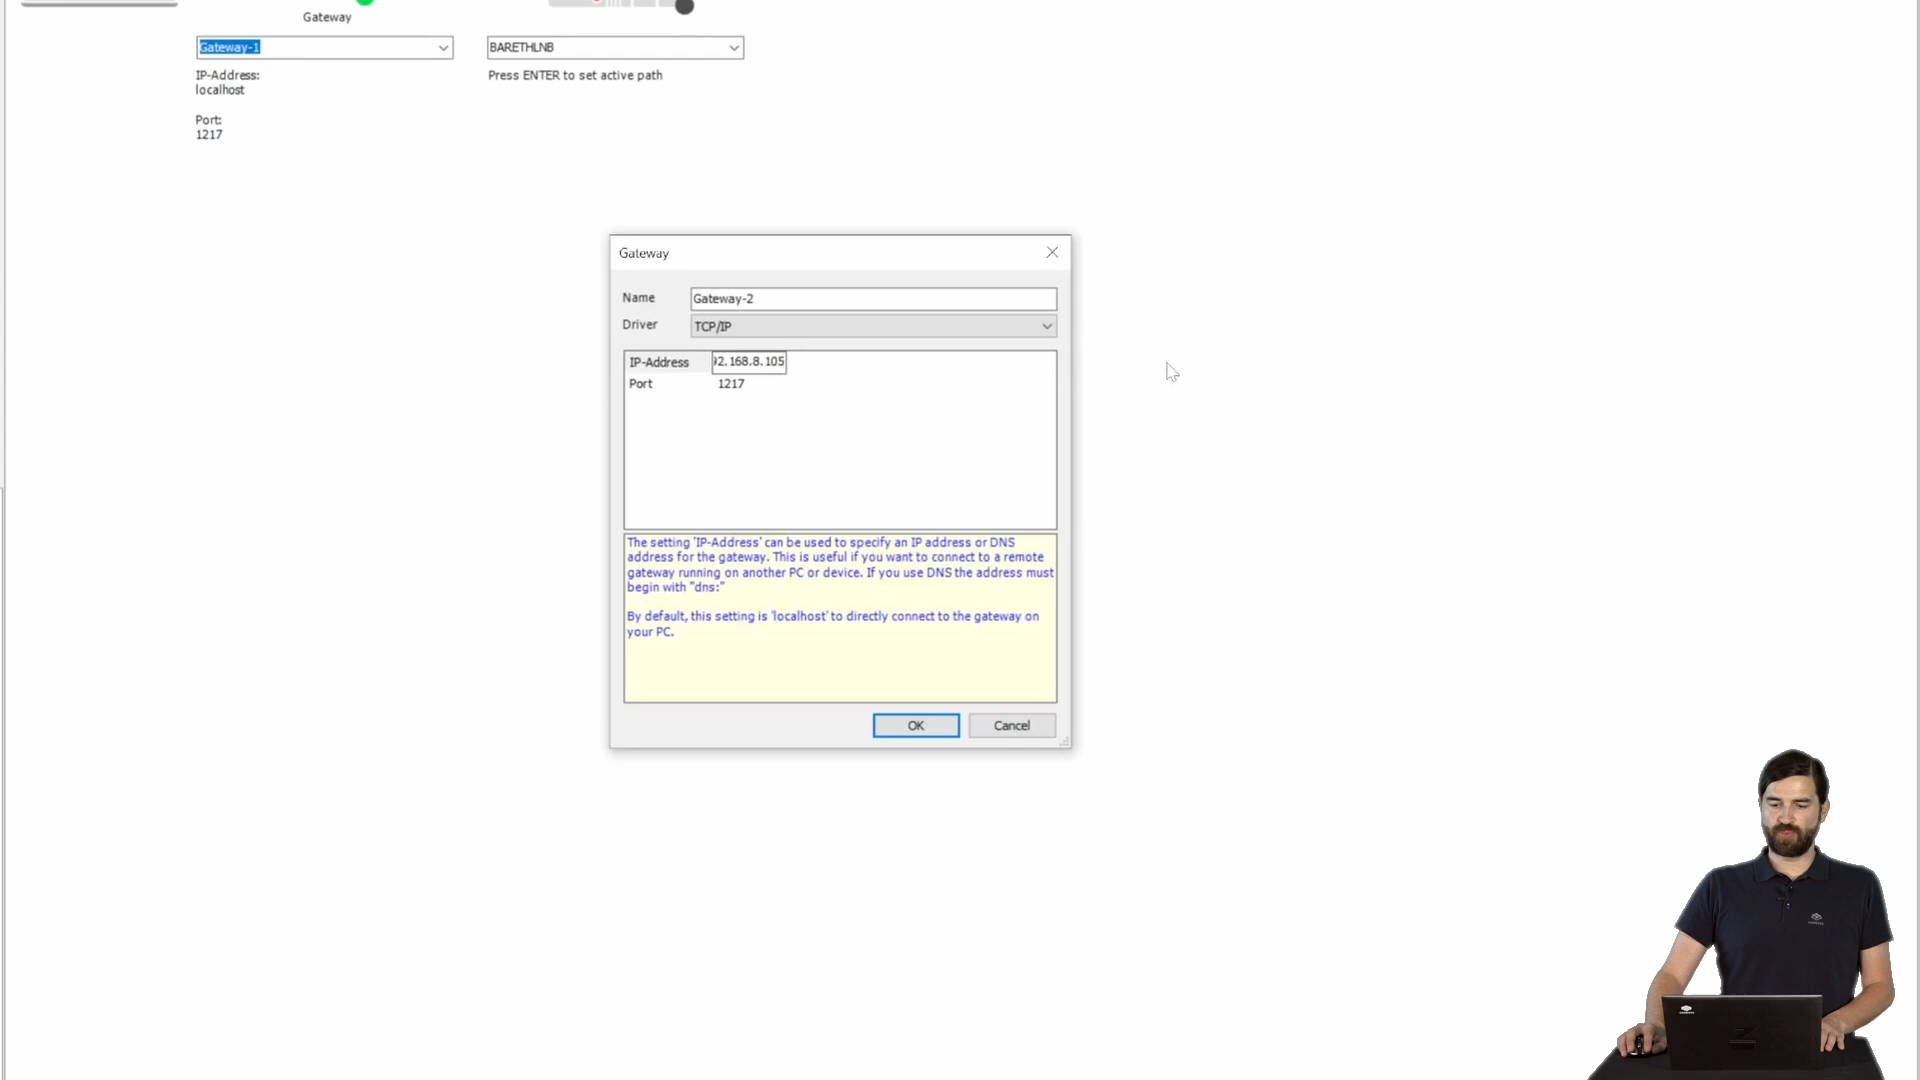 Gateway
Gateway-1
BARETHLNB
IP-Address:
localhost
Press ENTER to set active path
Port:
1217
Gateway
Name
Gateway-2
Driver
TCP/IP
IP-Address
92.168.8.105
Port
1217
The setting 'IP-Address' can be used to specify an IP address or DNS
address for the gateway. This is useful if you want to connect to a remote
gateway running on another PC or device. If you use DNS the address must
begin with "dns:"
By default, this setting is 'localhost' to directly connect to the gateway on
your PC.
OK
Cancel